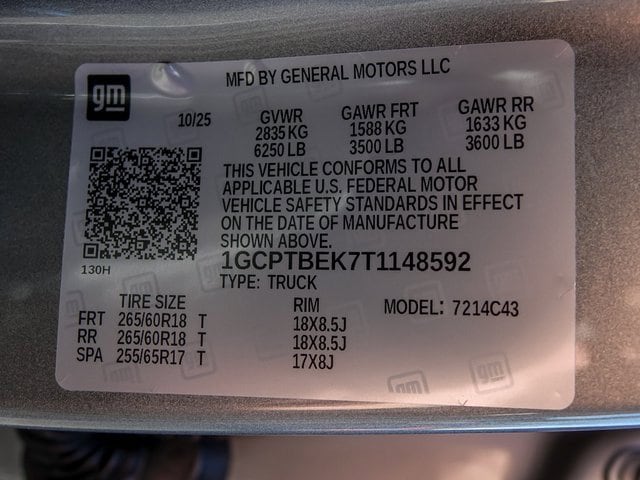 MFD BY GENERAL MOTORS LLC
gm
10/25
GVWR GAWR FRT GAWR RR
2835 KG 1588 KG 1633 KG
6250 LB 3500 LB 3600 LB
THIS VEHICLE CONFORMS TO ALL
APPLICABLE U.S. FEDERAL MOTOR
VEHICLE SAFETY STANDARDS IN EFFECT
ON THE DATE OF MANUFACTURE
SHOWN ABOVE.
130H
1GCPTBEK7T1148592
TYPE: TRUCK
TIRE SIZE RIM MODEL: 7214C43
FRT 265/60R18 T 18X8.5J
RR 265/60R18 T 18X8.5J
SPA 255/65R17 T 17X8J
gm
gm